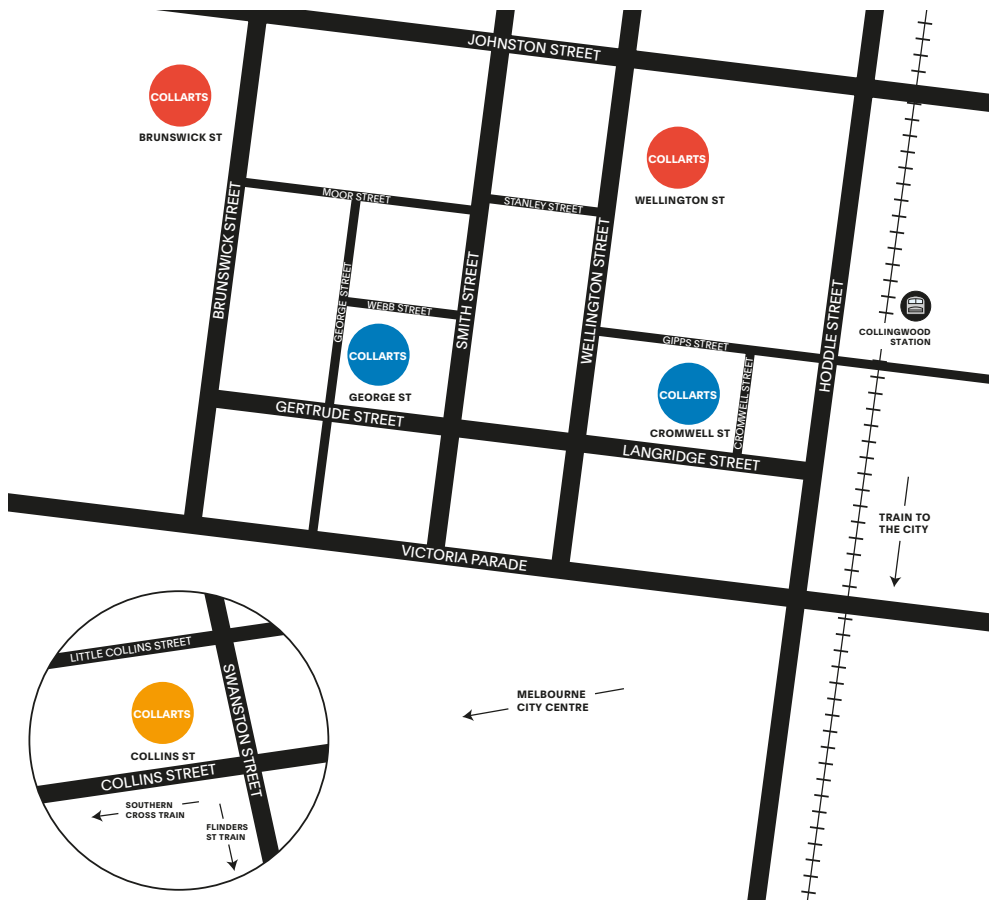 JOHNSTON STREET
COLLARTS
BRUNSWICK ST
COLLARTS
WELLINGTON ST
MOOR STREET
STANLEY STREET
BRUNSWICK STREET
GEORGE STREET
WEBB STREET
SMITH STREET
WELLINGTON STREET
HODDLE STREET
COLLINGWOOD
STATION
GIPPS STREET
CROMWELL STREET
COLLARTS
GEORGE ST
COLLARTS
CROMWELL ST
GERTRUDE STREET
LANGRIDGE STREET
TRAIN TO
THE CITY
VICTORIA PARADE
MELBOURNE
CITY CENTRE
LITTLE COLLINS STREET
SWANSTON STREET
COLLARTS
COLLINS ST
COLLINS STREET
SOUTHERN
CROSS TRAIN
FLINDERS
ST TRAIN